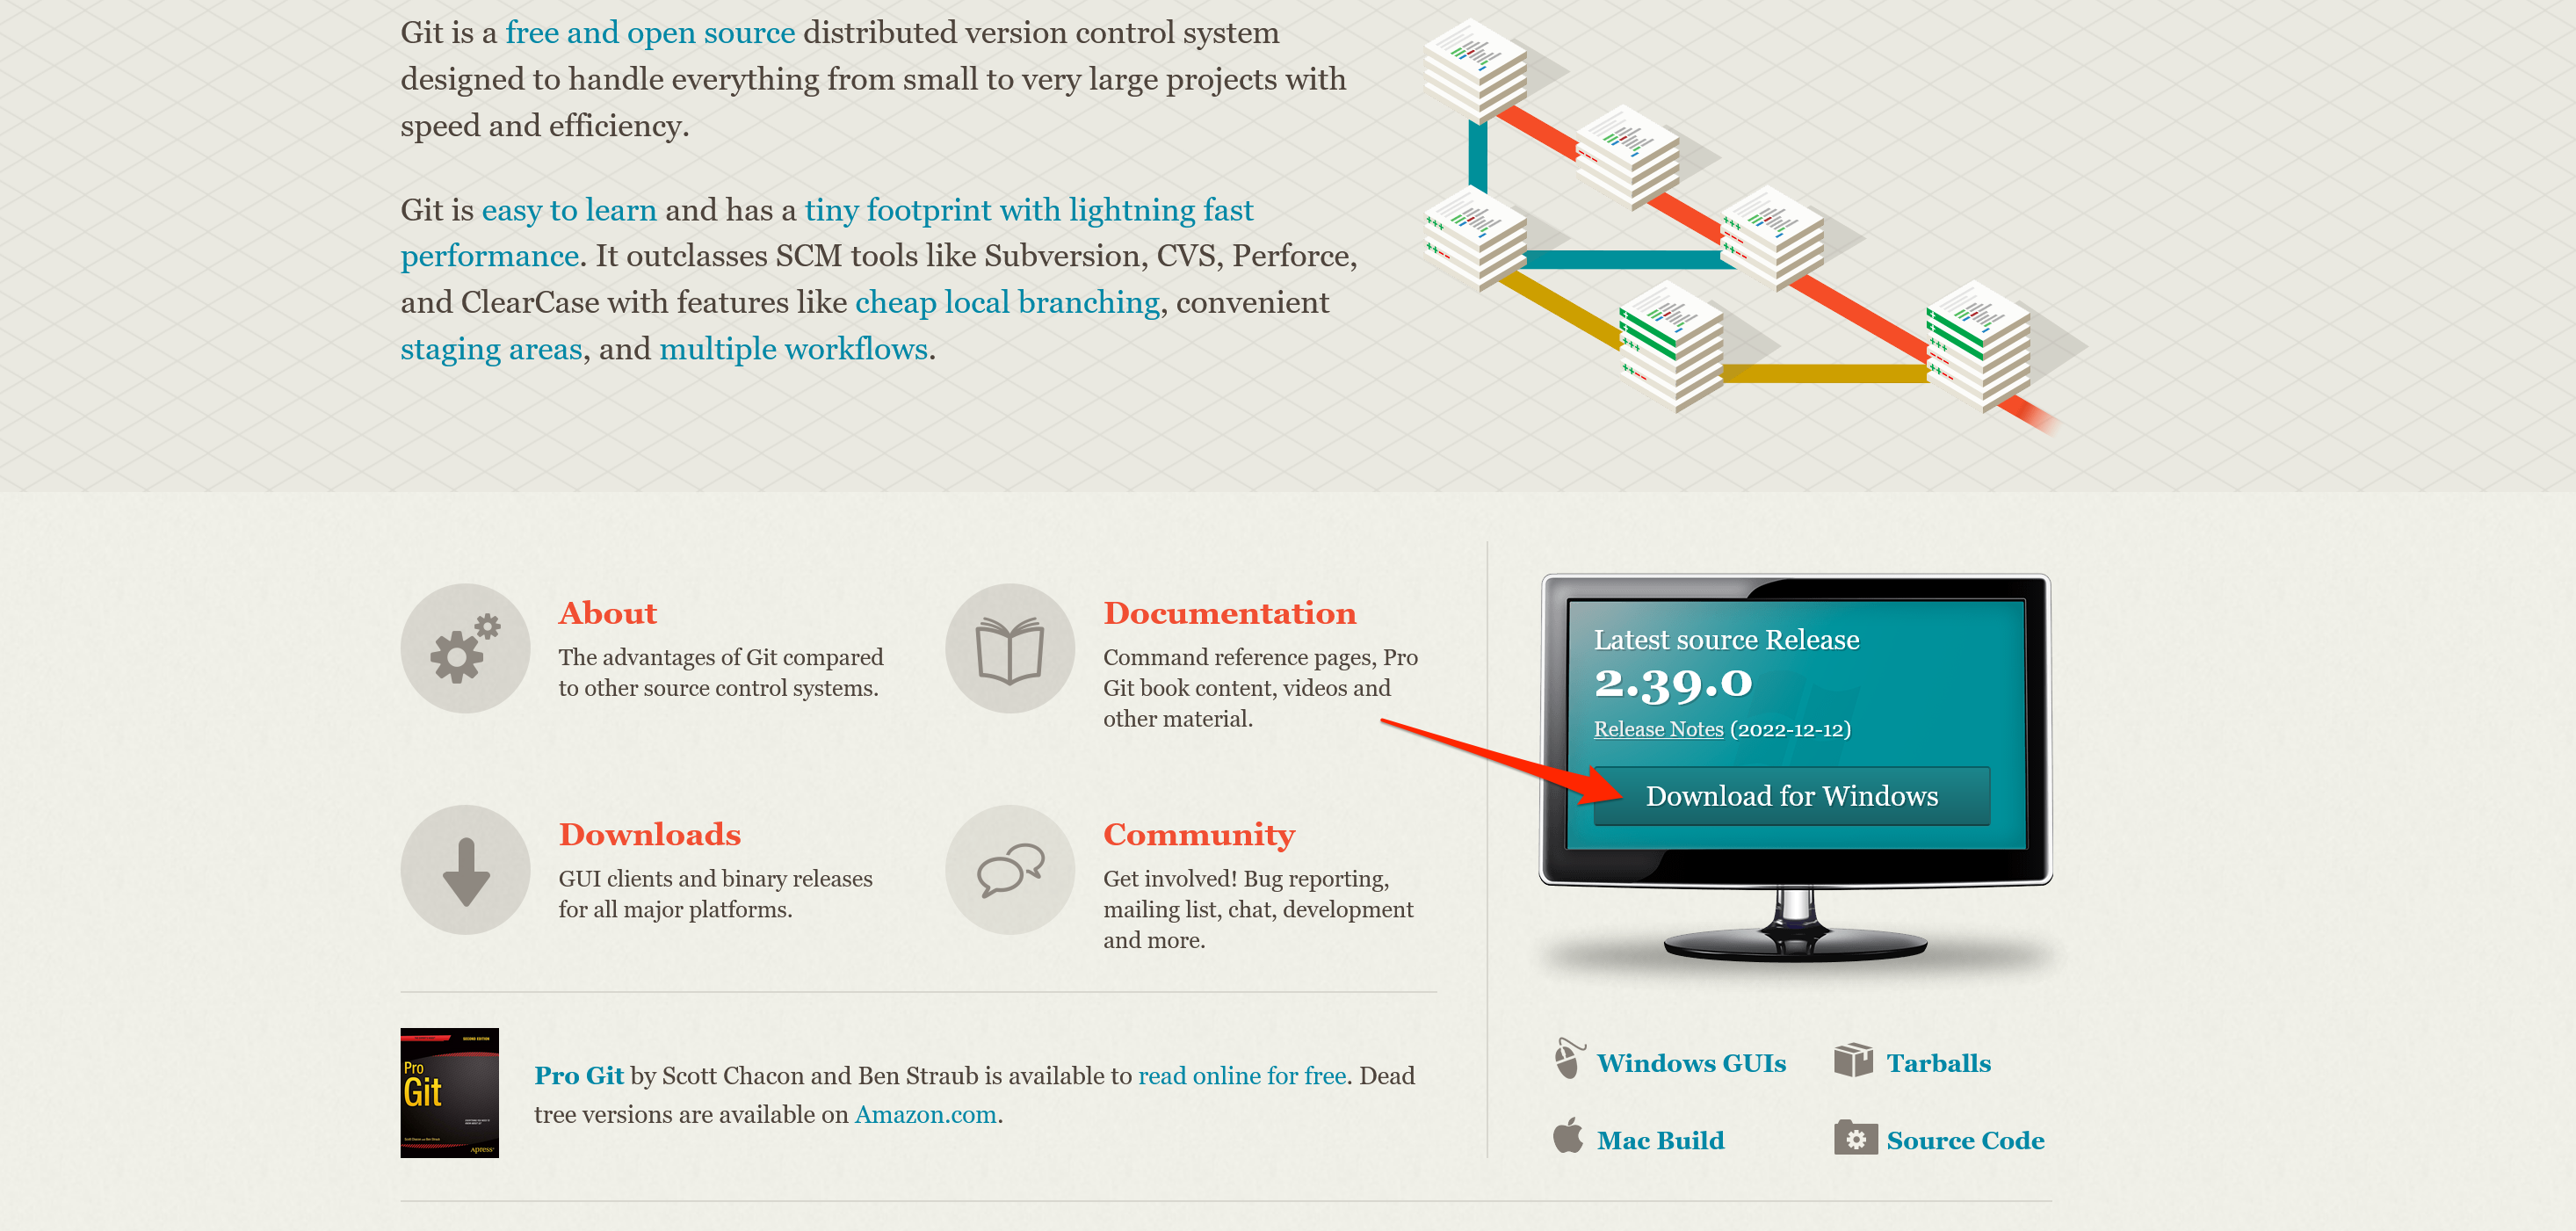 Git is a free and open source distributed version control system
designed to handle everything from small to very large projects with
speed and efficiency.
Git is easy to learn and has a tiny footprint with lightning fast
performance. It outclasses SCM tools like Subversion, CVS, Perforce,
and ClearCase with features like cheap local branching, convenient
staging areas, and multiple workflows.
About
The advantages of Git compared
to other source control systems.
Documentation
Command reference pages, Pro
Git book content, videos and
other material.
Downloads
GUI clients and binary releases
for all major platforms.
Community
Get involved! Bug reporting,
mailing list, chat, development
and more.
Pro
Git
Apress
Pro Git by Scott Chacon and Ben Straub is available to read online for free. Dead
tree versions are available on Amazon.com.
Latest source Release
2.39.0
Release Notes (2022-12-12)
Download for Windows
Windows GUIs
Tarballs
Mac Build
Source Code